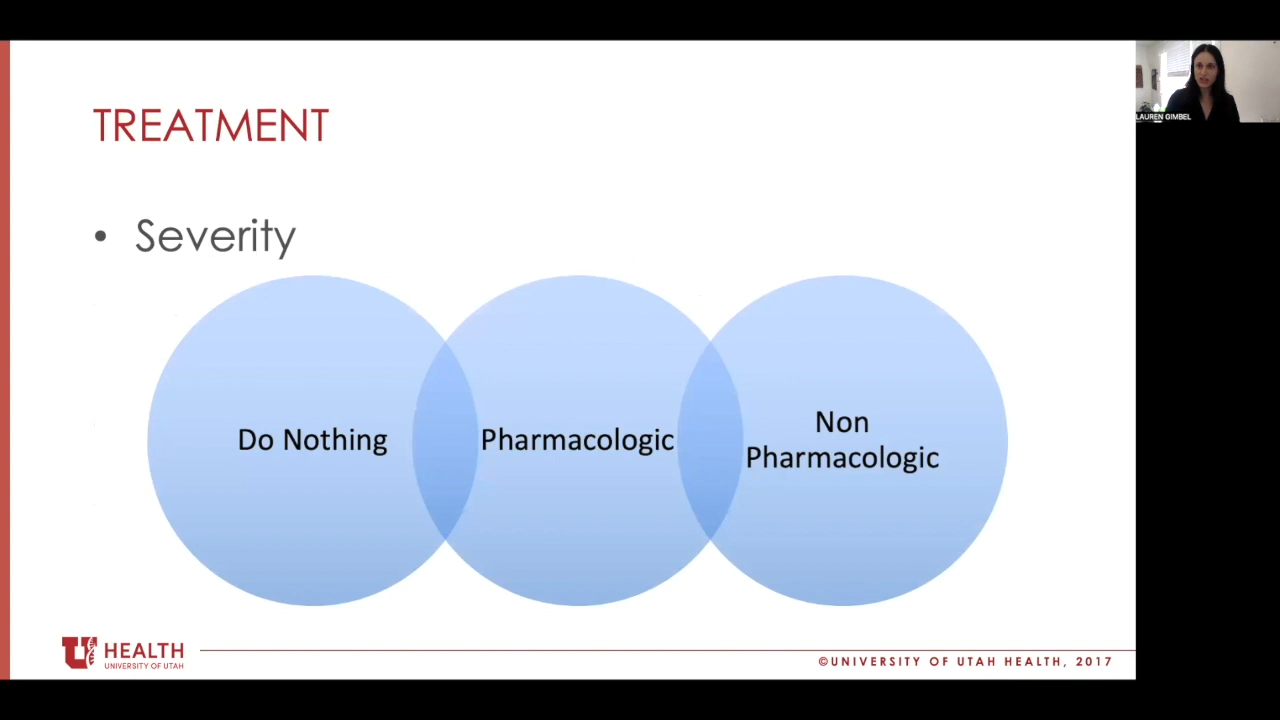 TREATMENT
• Severity
Do Nothing
Pharmacologic
Non
Pharmacologic
U HEALTH
UNIVERSITY OF UTAH
©UNIVERSITY OF UTAH HEALTH, 2017
LAUREN GIMBEL